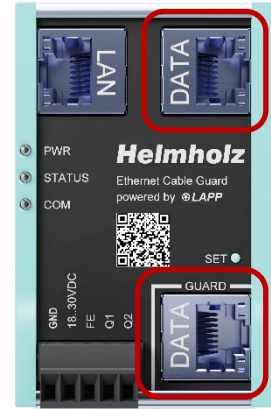 LAN
DATA
PWR
STATUS
COM
Helmholz
Ethernet Cable Guard
powered by LAPP
SET
GUARD
DATA
GND
18..30VDC
FE
Q1
Q2